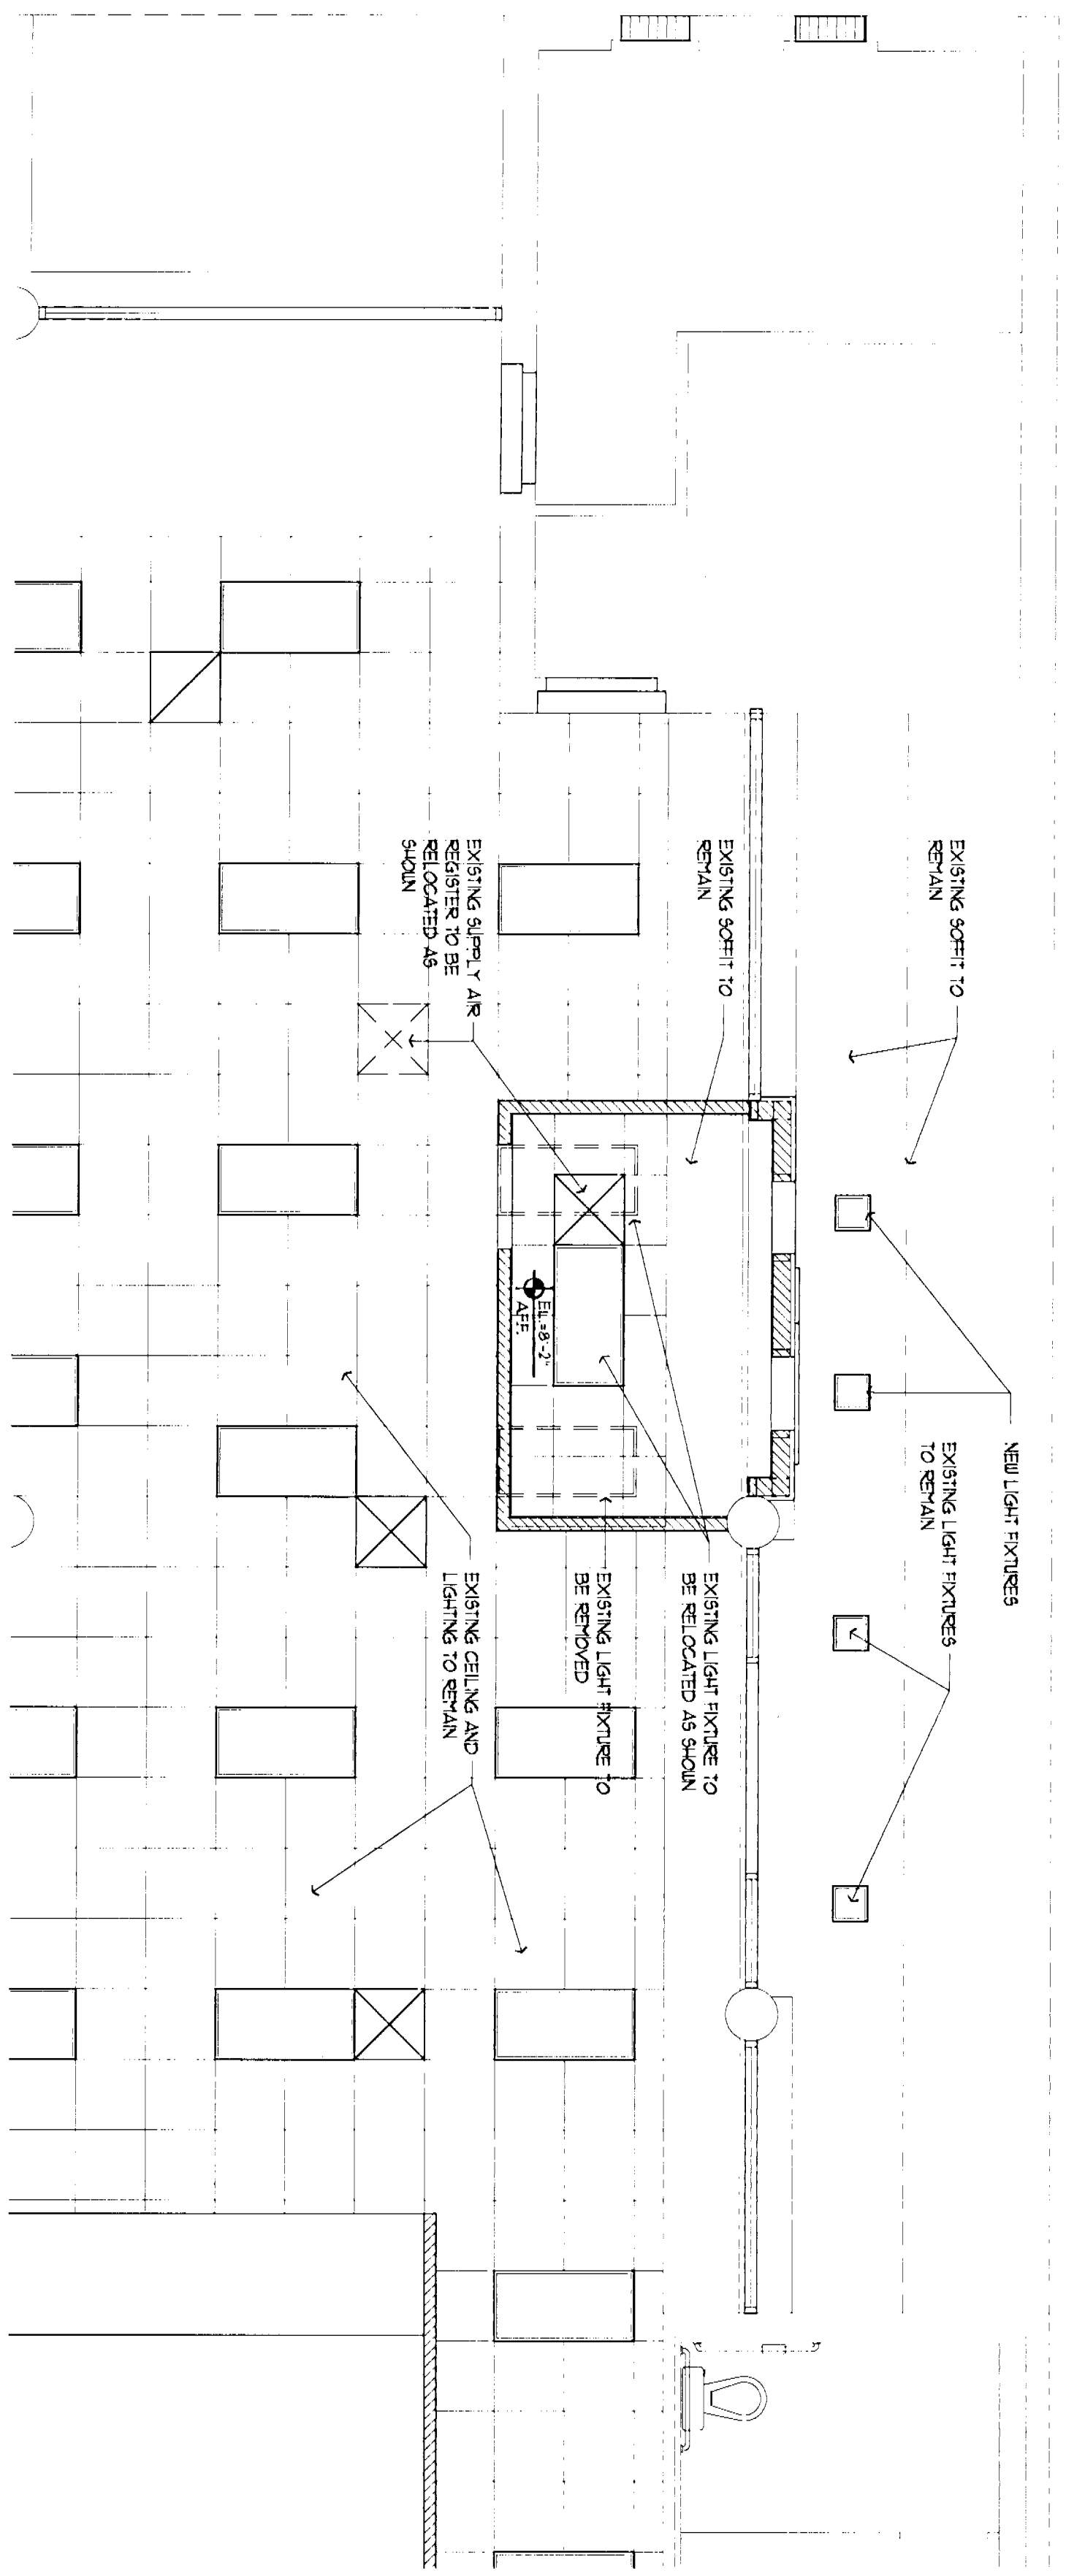 EXISTING SOFFIT TO
REMAIN
EXISTING SOFFIT TO
REMAIN
EXISTING SUPPLY AIR
REGISTER TO BE
RELOCATED AS
SHOWN
NEW LIGHT FIXTURES
EXISTING LIGHT FIXTURES
TO REMAIN
EL.=8'-2"
A.F.F.
EXISTING LIGHT FIXTURE TO
BE RELOCATED AS SHOWN
EXISTING LIGHT FIXTURE TO
BE REMOVED
EXISTING CEILING AND
LIGHTING TO REMAIN